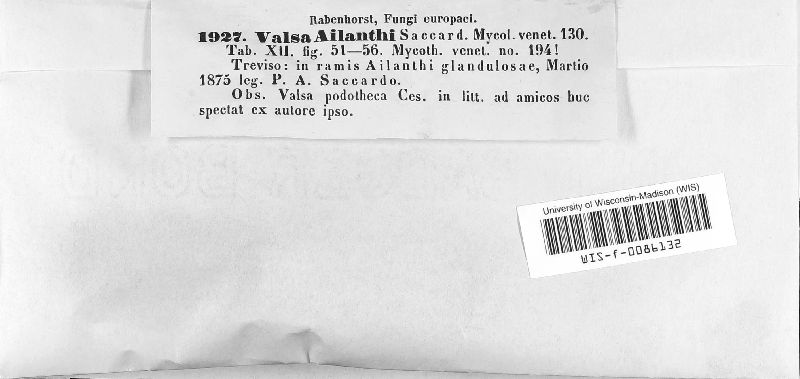 Rabenhorst, Fungi europaei.
1927. Valsa Ailanthi Saccard. Mycol. venet. 130.
Tab. XII. fig. 51—56. Mycoth. venet. no. 194!
Treviso: in ramis Ailanthi glandulosae, Martio
1875 leg. P. A. Saccardo.
Obs. Valsa podotheca Ces. in litt. ad amicos huc
spectat ex autore ipso.
University of Wisconsin-Madison (WIS)
WIS-f-0086132